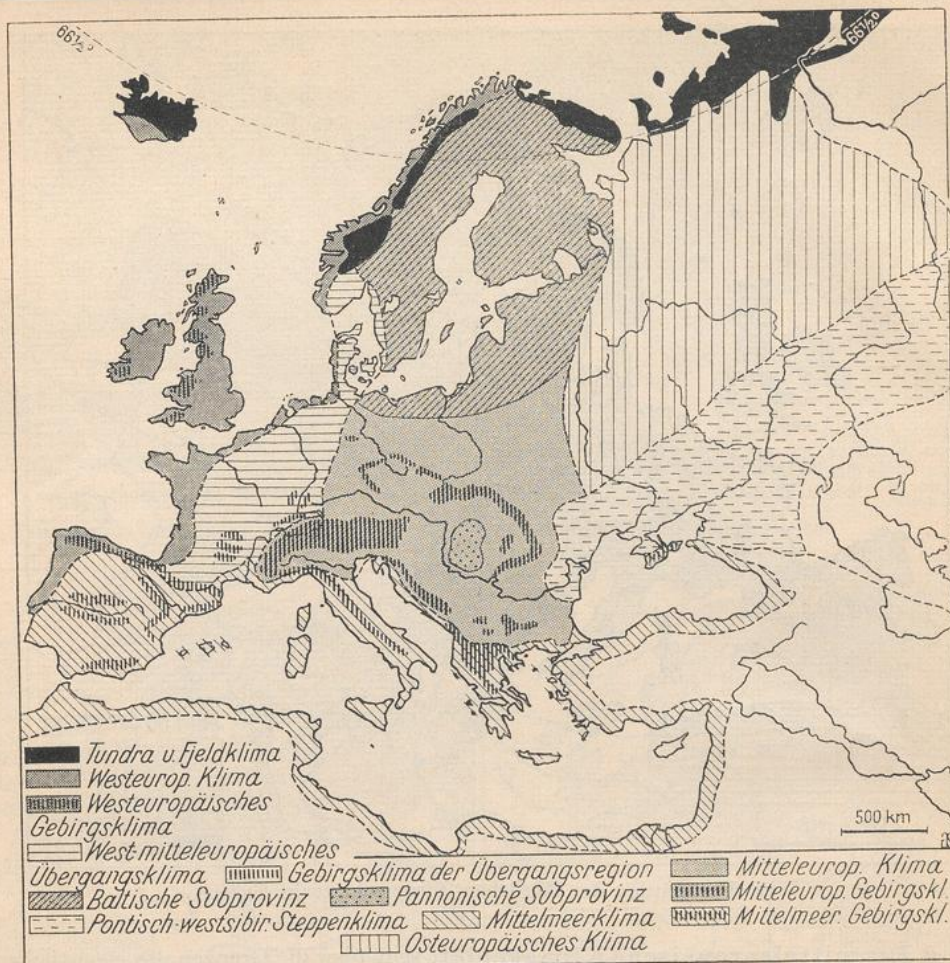 66½°
66½°
Tundra u. Fjeldklima
Westeurop. Klima
Westeuropäisches
Gebirgsklima
West-mitteleuropäisches
Übergangsklima
Gebirgsklima der Übergangsregion
Baltische Subprovinz
Pannonische Subprovinz
Pontisch-westsibir. Steppenklima
Mittelmeerklima
Osteuropäisches Klima
500 km
Mitteleurop. Klima
Mitteleurop. Gebirgskl.
Mittelmeer. Gebirgskl.